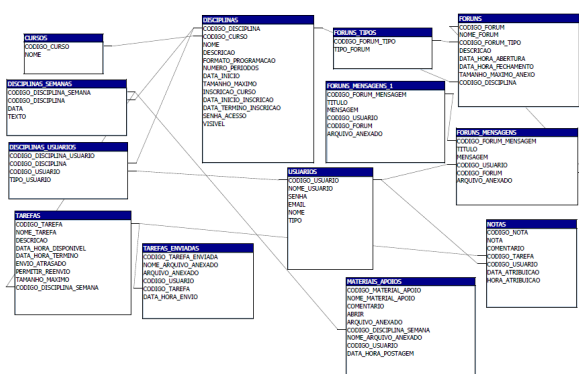 CURSOS
CODIGO_CURSO
NOME
DISCIPLINAS
CODIGO_DISCIPLINA
CODIGO_CURSO
NOME
DESCRICAO
FORMATO_PROGRAMACAO
NUMERO_PERIODOS
DATA_INICIO
TAMANHO_MAXIMO
INSCRICAO_CURSO
DATA_INICIO_INSCRICAO
DATA_TERMINO_INSCRICAO
SENHA_ACESSO
VISIVEL
FORUNS_TIPOS
CODIGO_FORUM_TIPO
TIPO_FORUM
FORUNS
CODIGO_FORUM
NOME_FORUM
CODIGO_FORUM_TIPO
DESCRICAO
DATA_HORA_ABERTURA
DATA_HORA_FECHAMENTO
TAMANHO_MAXIMO_ANEXO
CODIGO_DISCIPLINA
DISCIPLINAS_SEMANAS
CODIGO_DISCIPLINA_SEMANA
CODIGO_DISCIPLINA
DATA
TEXTO
FORUNS_MENSAGENS_1
CODIGO_FORUM_MENSAGEM
TITULO
MENSAGEM
CODIGO_USUARIO
CODIGO_FORUM
ARQUIVO_ANEXADO
FORUNS_MENSAGENS
CODIGO_FORUM_MENSAGEM
TITULO
MENSAGEM
CODIGO_USUARIO
CODIGO_FORUM
ARQUIVO_ANEXADO
DISCIPLINAS_USUARIOS
CODIGO_DISCIPLINA_USUARIO
CODIGO_DISCIPLINA
CODIGO_USUARIO
TIPO_USUARIO
USUARIOS
CODIGO_USUARIO
NOME_USUARIO
SENHA
EMAIL
NOME
TIPO
TAREFAS
CODIGO_TAREFA
NOME_TAREFA
DESCRICAO
DATA_HORA_DISPONIVEL
DATA_HORA_TERMINO
ENVIO_ATRASADO
PERMITIR_REENVIO
TAMANHO_MAXIMO
CODIGO_DISCIPLINA_SEMANA
TAREFAS_ENVIADAS
CODIGO_TAREFA_ENVIADA
NOME_ARQUIVO_ANEXADO
ARQUIVO_ANEXADO
CODIGO_USUARIO
CODIGO_TAREFA
DATA_HORA_ENVIO
NOTAS
CODIGO_NOTA
NOTA
COMENTARIO
CODIGO_TAREFA
CODIGO_USUARIO
DATA_ATRIBUICAO
HORA_ATRIBUICAO
MATERIAIS_APOIOS
CODIGO_MATERIAL_APOIO
NOME_MATERIAL_APOIO
COMENTARIO
ABRIR
ARQUIVO_ANEXADO
CODIGO_DISCIPLINA_SEMANA
NOME_ARQUIVO_ANEXADO
CODIGO_USUARIO
DATA_HORA_POSTAGEM